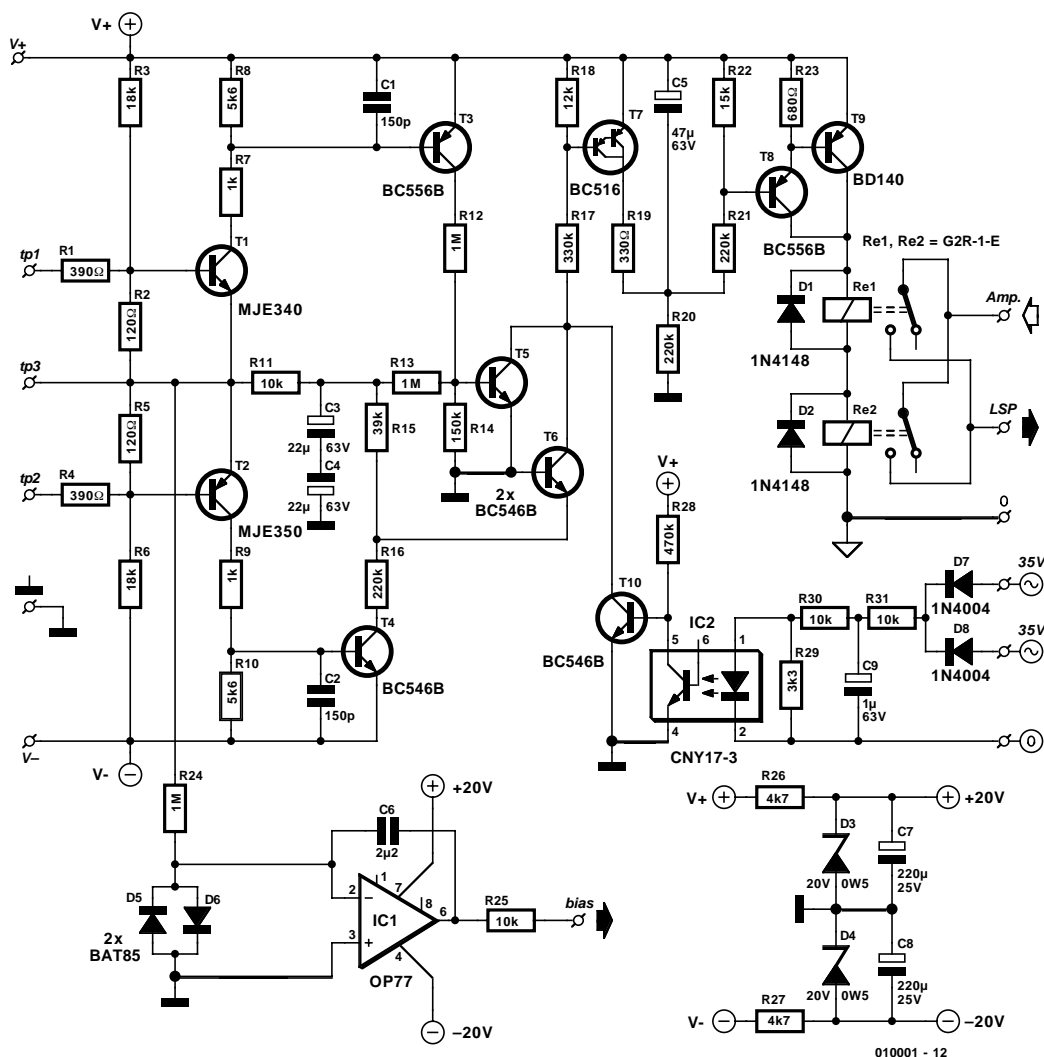 V+
V+
R3
18k
R8
5k6
C1
150p
T3
BC556B
R18
12k
T7
BC516
C5
47µ
63V
R22
15k
R23
680Ω
T9
BD140
T8
BC556B
R7
1k
R12
1M
R17
330k
R19
330Ω
R21
220k
tp1
R1
390Ω
T1
MJE340
R2
120Ω
Re1, Re2 = G2R-1-E
D1
1N4148
Re1
Amp.
R20
220k
tp3
R11
10k
R13
1M
T5
R5
120Ω
C3
22µ
63V
39k
R15
150k
R14
T6
D2
1N4148
Re2
LSP
tp2
R4
390Ω
T2
MJE350
C4
22µ
63V
2x
BC546B
V+
0
R6
18k
R9
1k
R16
220k
R28
470k
T10
BC546B
IC2
5
6
1
4
2
CNY17-3
R30
10k
R31
10k
D7
1N4004
35V
D8
1N4004
35V
R29
3k3
C9
1µ
63V
0
T4
BC546B
R10
5k6
C2
150p
V–
V-
R24
1M
+20V
C6
2µ2
1
7
8
2
–
IC1
6
3
+
4
OP77
R25
10k
bias
D5
D6
2x
BAT85
–20V
V+
R26
4k7
+20V
D3
20V
0W5
C7
220µ
25V
D4
20V
0W5
C8
220µ
25V
V-
R27
4k7
–20V
010001 - 12